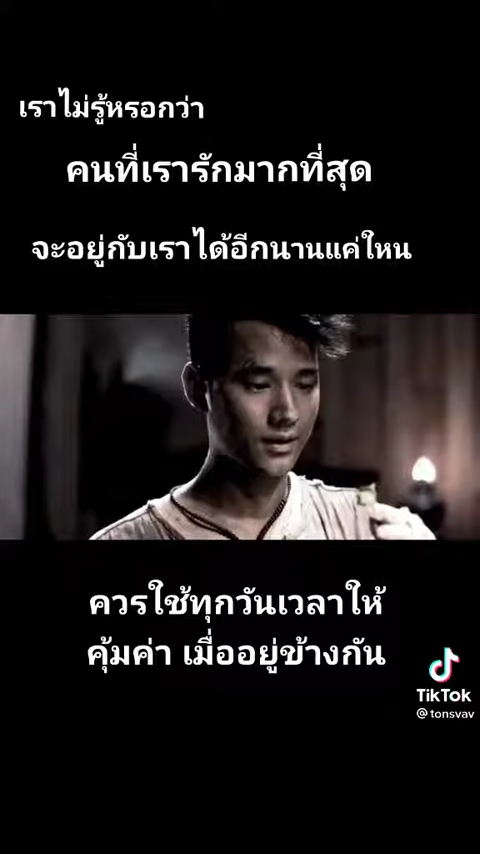 เราไม่รู้หรอกว่า
คนที่เรารักมากที่สุด
จะอยู่กับเราได้อีกนานแค่ใหน
ควรใช้ทุกวันเวลาให้
คุ้มค่า เมื่ออยู่ข้างกัน
TikTok
@tonsvav